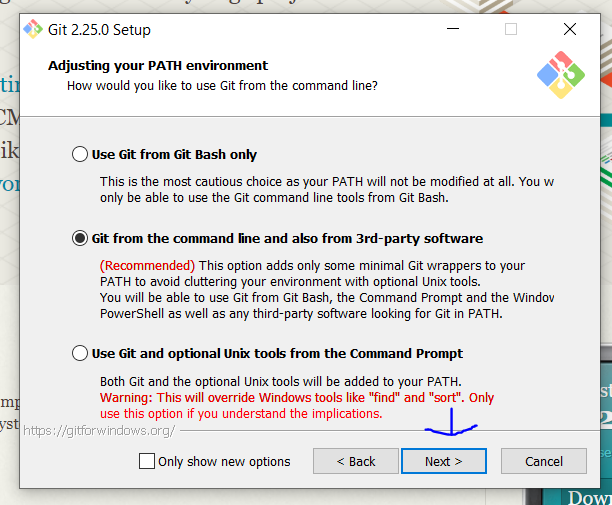 Git 2.25.0 Setup
Adjusting your PATH environment
How would you like to use Git from the command line?
Use Git from Git Bash only
This is the most cautious choice as your PATH will not be modified at all. You w
only be able to use the Git command line tools from Git Bash.
Git from the command line and also from 3rd-party software
(Recommended) This option adds only some minimal Git wrappers to your
PATH to avoid cluttering your environment with optional Unix tools.
You will be able to use Git from Git Bash, the Command Prompt and the Window
PowerShell as well as any third-party software looking for Git in PATH.
Use Git and optional Unix tools from the Command Prompt
Both Git and the optional Unix tools will be added to your PATH.
Warning: This will override Windows tools like "find" and "sort". Only
use this option if you understand the implications.
https://gitforwindows.org/
Only show new options
< Back
Next >
Cancel
Down